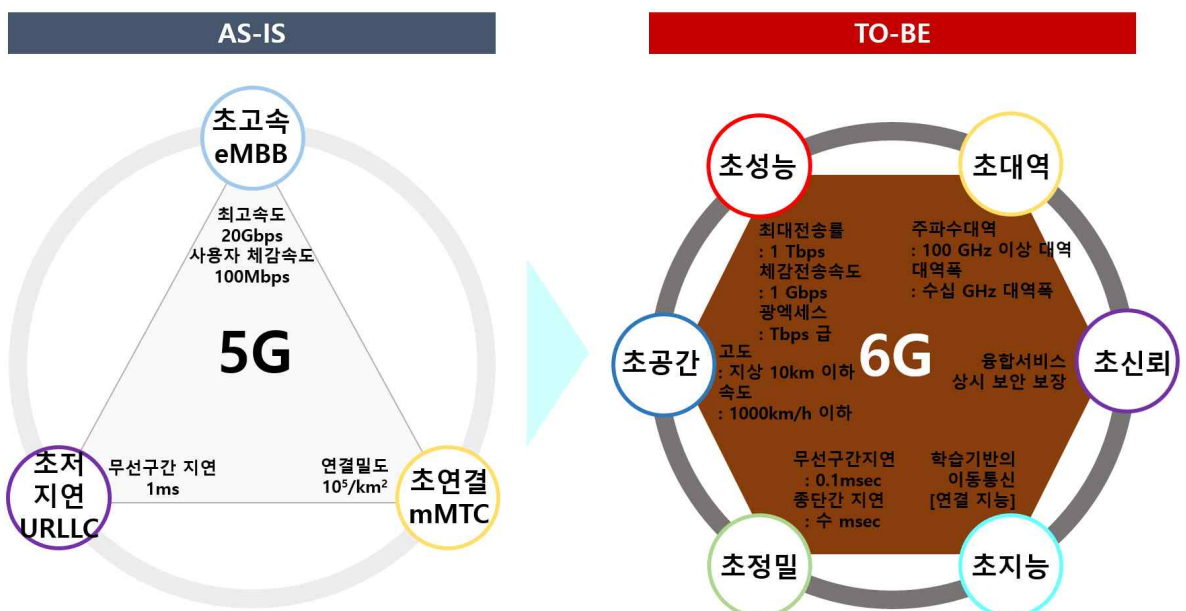 AS-IS
초고속
eMBB
최고속도
20Gbps
사용자 체감속도
100Mbps
5G
초저
지연
URLLC
무선구간 지연
1ms
연결밀도
10⁵/km²
초연결
mMTC
TO-BE
초성능
초대역
최대전송률
: 1 Tbps
체감전송속도
: 1 Gbps
광엑세스
: Tbps 급
주파수대역
: 100 GHz 이상 대역
대역폭
: 수십 GHz 대역폭
초공간
고도
: 지상 10km 이하
속도
: 1000km/h 이하
6G
융합서비스
상시 보안 보장
초신뢰
무선구간지연
: 0.1msec
종단간 지연
: 수 msec
학습기반의
이동통신
[연결 지능]
초정밀
초지능